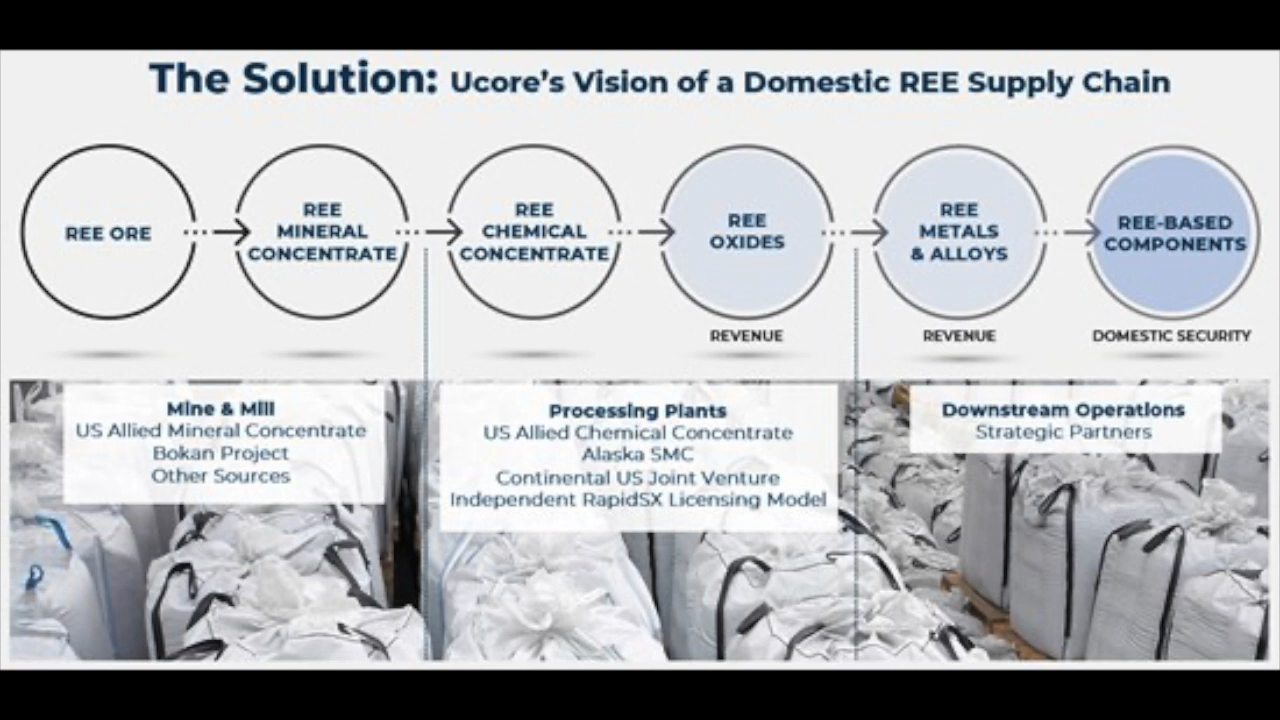 The Solution: Ucore's Vision of a Domestic REE Supply Chain
REE ORE
REE
MINERAL
CONCENTRATE
REE
CHEMICAL
CONCENTRATE
REE
OXIDES
REE
METALS
& ALLOYS
REE-BASED
COMPONENTS
REVENUE
REVENUE
DOMESTIC SECURITY
Mine & Mill
US Allied Mineral Concentrate
Bokan Project
Other Sources
Processing Plants
US Allied Chemical Concentrate
Alaska SMC
Continental US Joint Venture
Independent RapidSX Licensing Model
Downstream Operations
Strategic Partners